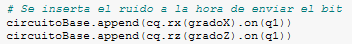 # Se inserta el ruido a la hora de enviar el bit
circuitoBase.append(cq.rx(gradoX).on(q1))
circuitoBase.append(cq.rz(gradoZ).on(q1))